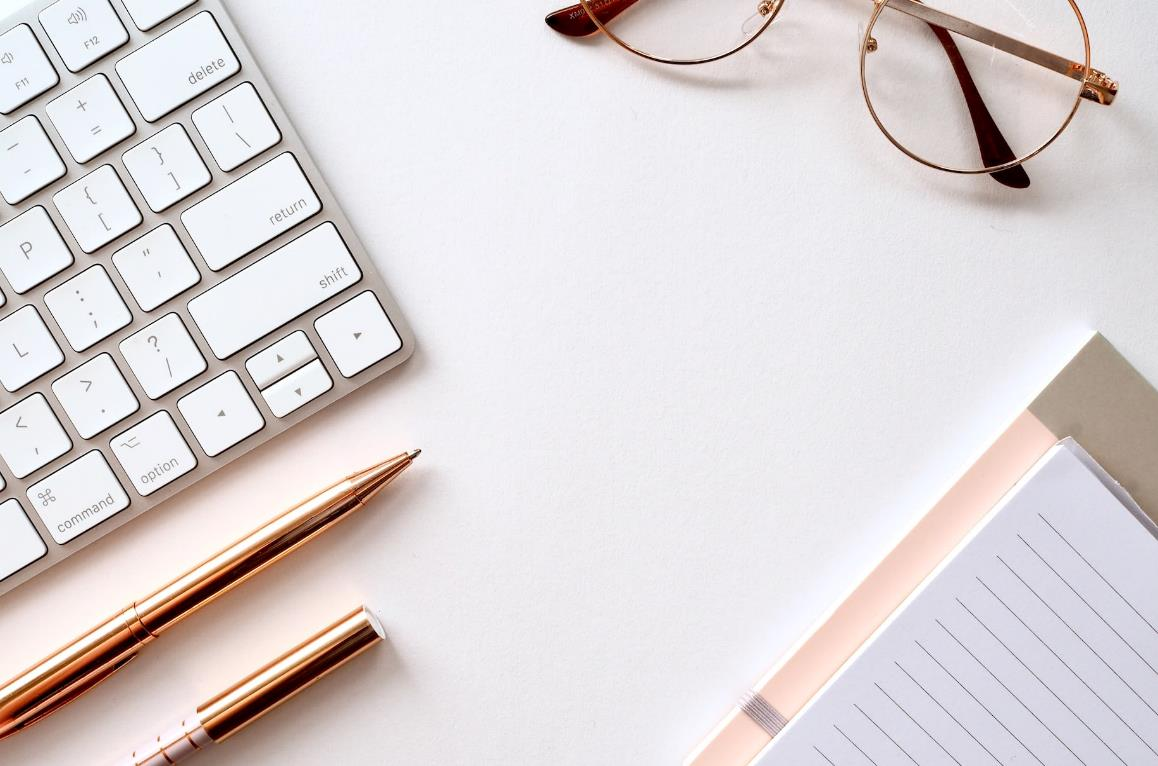 F11
F12
delete
+
=
|
\
_
-
}
]
{
[
return
P
"
'
shift
:
;
L
?
/
>
.
<
,
option
command